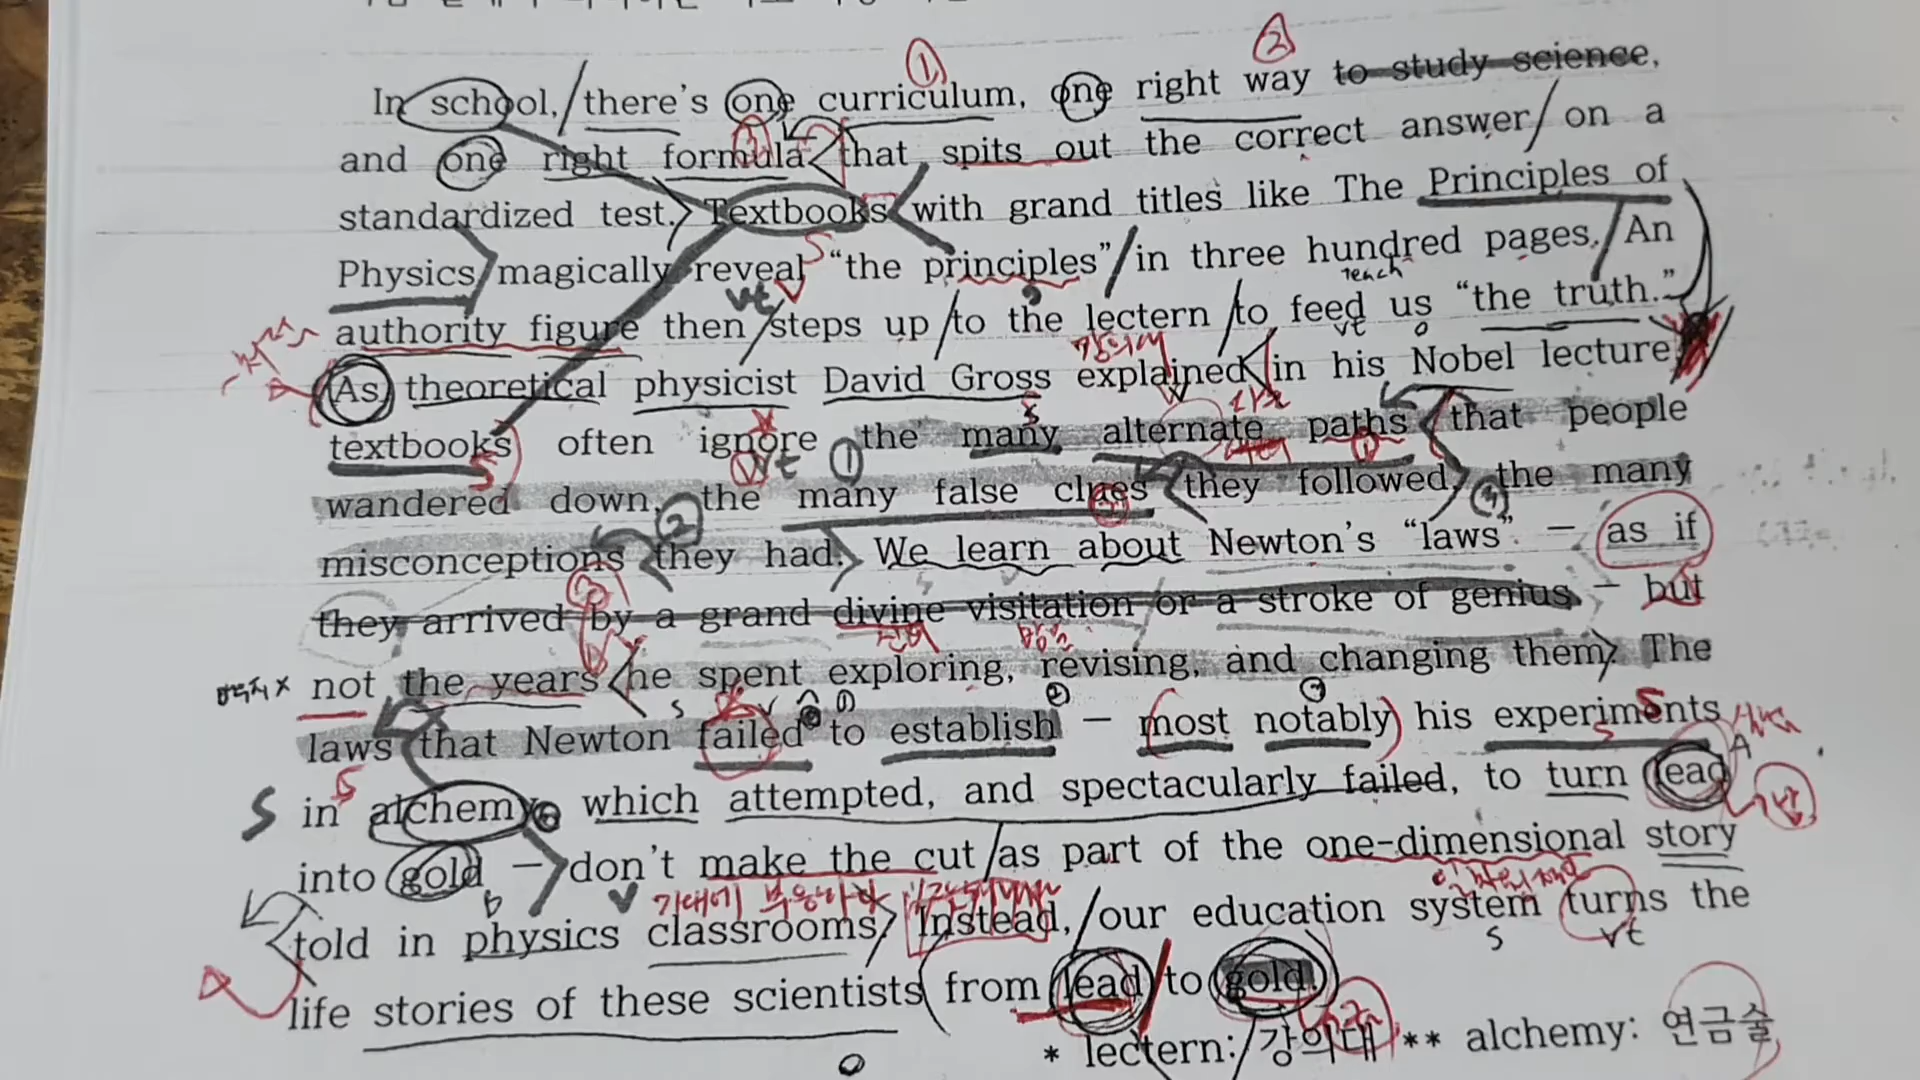 In school, there's one curriculum, one right way to study science,
and one right formula that spits out the correct answer on a
standardized test. Textbooks with grand titles like The Principles of
Physics magically reveal "the principles" in three hundred pages. An
authority figure then steps up to the lectern to feed us "the truth."
As theoretical physicist David Gross explained in his Nobel lecture,
textbooks often ignore the many alternate paths that people
wandered down, the many false clues they followed, the many
misconceptions they had. We learn about Newton's "laws" — as if
they arrived by a grand divine visitation or a stroke of genius — but
not the years he spent exploring, revising, and changing them. The
laws that Newton failed to establish — most notably his experiments
in alchemy, which attempted, and spectacularly failed, to turn lead
into gold — don't make the cut as part of the one-dimensional story
told in physics classrooms. Instead, our education system turns the
life stories of these scientists from lead to gold.
* lectern: 강의대 ** alchemy: 연금술